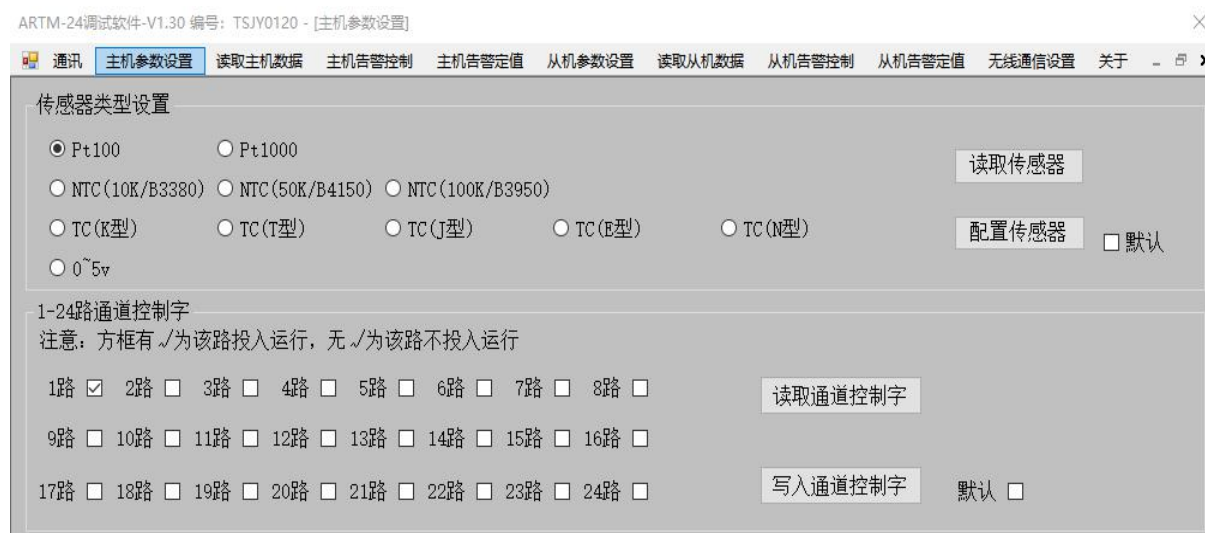 ARTM-24调试软件-V1.30 编号: TSJY0120 - [主机参数设置]
通讯 主机参数设置 读取主机数据 主机告警控制 主机告警定值 从机参数设置 读取从机数据 从机告警控制 从机告警定值 无线通信设置 关于
传感器类型设置
Pt100 Pt1000
读取传感器
NTC(10K/B3380) NTC(50K/B4150) NTC(100K/B3950)
TC(K型) TC(T型) TC(J型) TC(E型) TC(N型)
配置传感器 默认
0~5v
1-24路通道控制字
注意: 方框有√为该路投入运行, 无√为该路不投入运行
1路 2路 3路 4路 5路 6路 7路 8路 读取通道控制字
9路 10路 11路 12路 13路 14路 15路 16路
17路 18路 19路 20路 21路 22路 23路 24路 写入通道控制字 默认